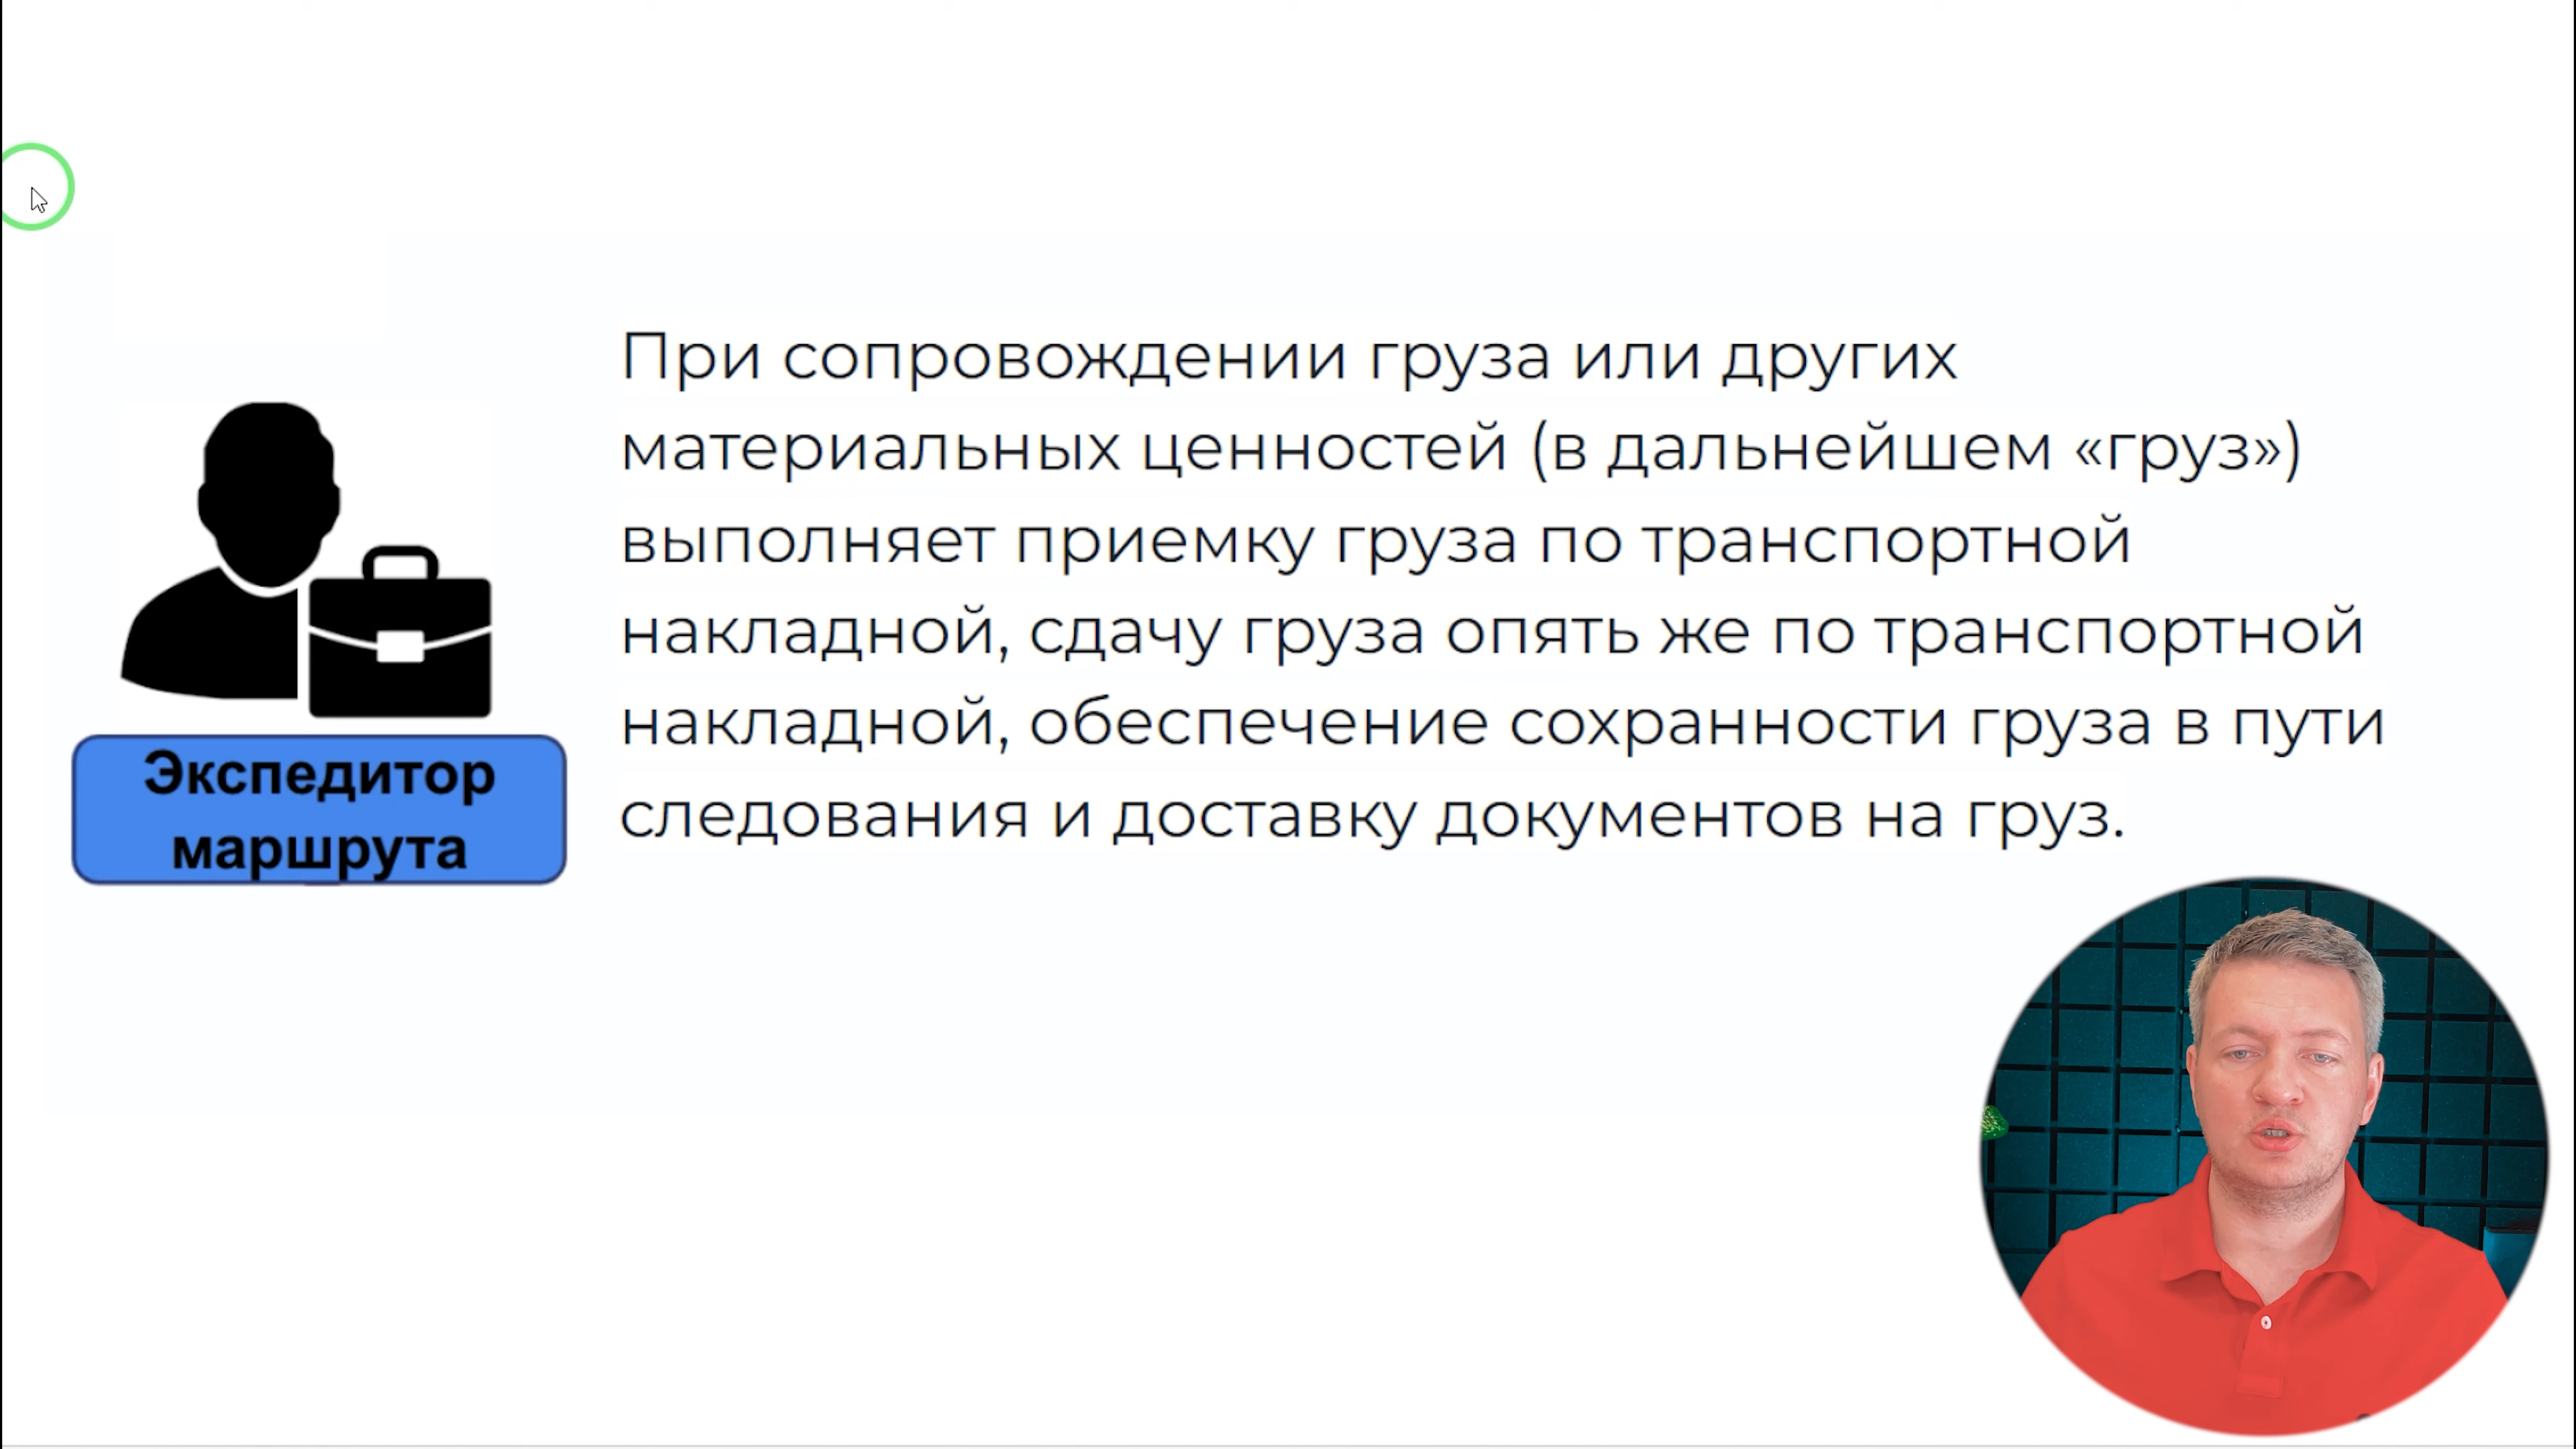 При сопровождении груза или других
материальных ценностей (в дальнейшем «груз»)
выполняет приемку груза по транспортной
накладной, сдачу груза опять же по транспортной
накладной, обеспечение сохранности груза в пути
следования и доставку документов на груз.
Экспедитор
маршрута